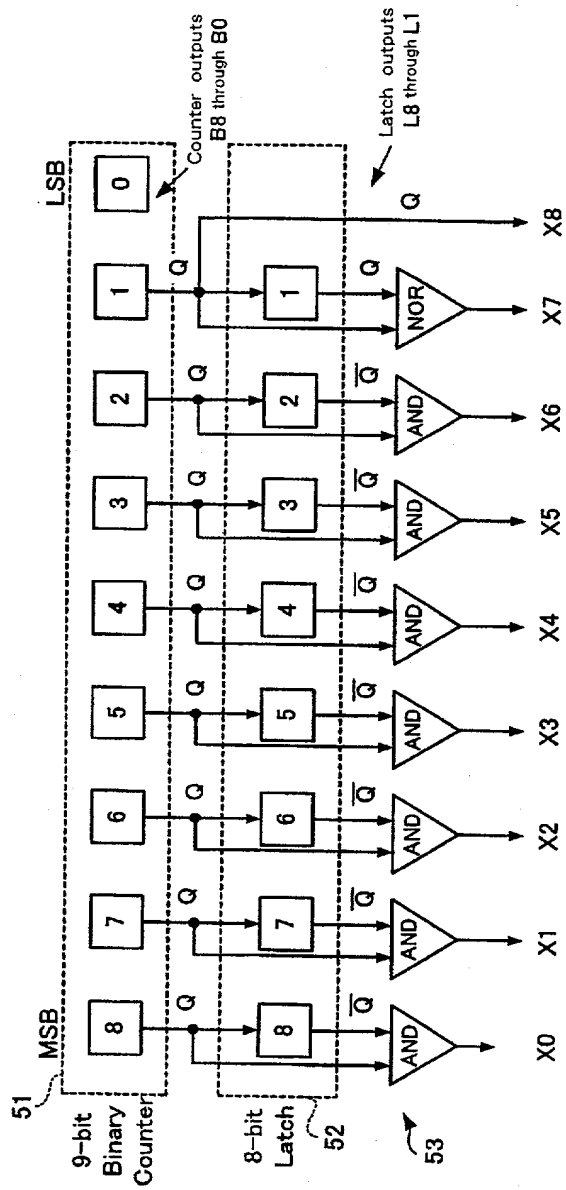 51
MSB
LSB
9-bit
Binary
Counter
8 7 6 5 4 3 2 1 0
Counter outputs
B8 through B0
Q Q Q Q Q Q Q Q
8-bit
Latch
8 7 6 5 4 3 2 1
52
Latch outputs
L8 through L1
Q̅ Q̅ Q̅ Q̅ Q̅ Q̅ Q̅ Q Q
AND AND AND AND AND AND AND NOR
53
X0 X1 X2 X3 X4 X5 X6 X7 X8